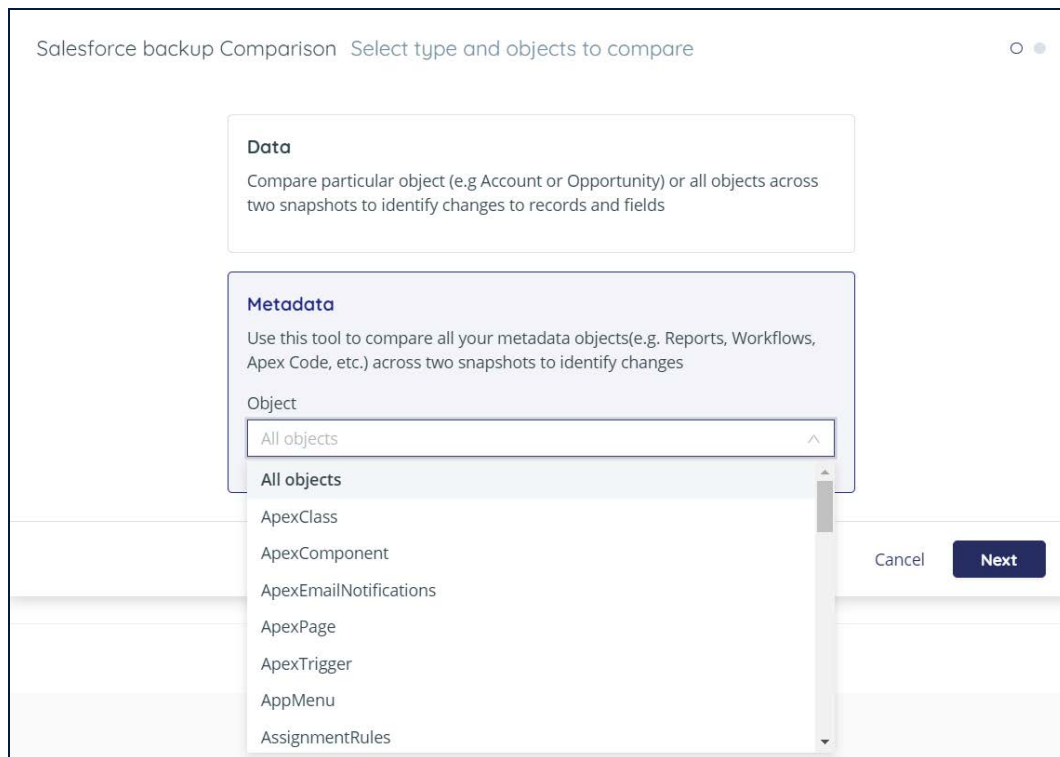 Salesforce backup Comparison Select type and objects to compare
Data
Compare particular object (e.g Account or Opportunity) or all objects across
two snapshots to identify changes to records and fields
Metadata
Use this tool to compare all your metadata objects(e.g. Reports, Workflows,
Apex Code, etc.) across two snapshots to identify changes
Object
All objects
All objects
ApexClass
ApexComponent
ApexEmailNotifications
ApexPage
ApexTrigger
AppMenu
AssignmentRules
Cancel Next